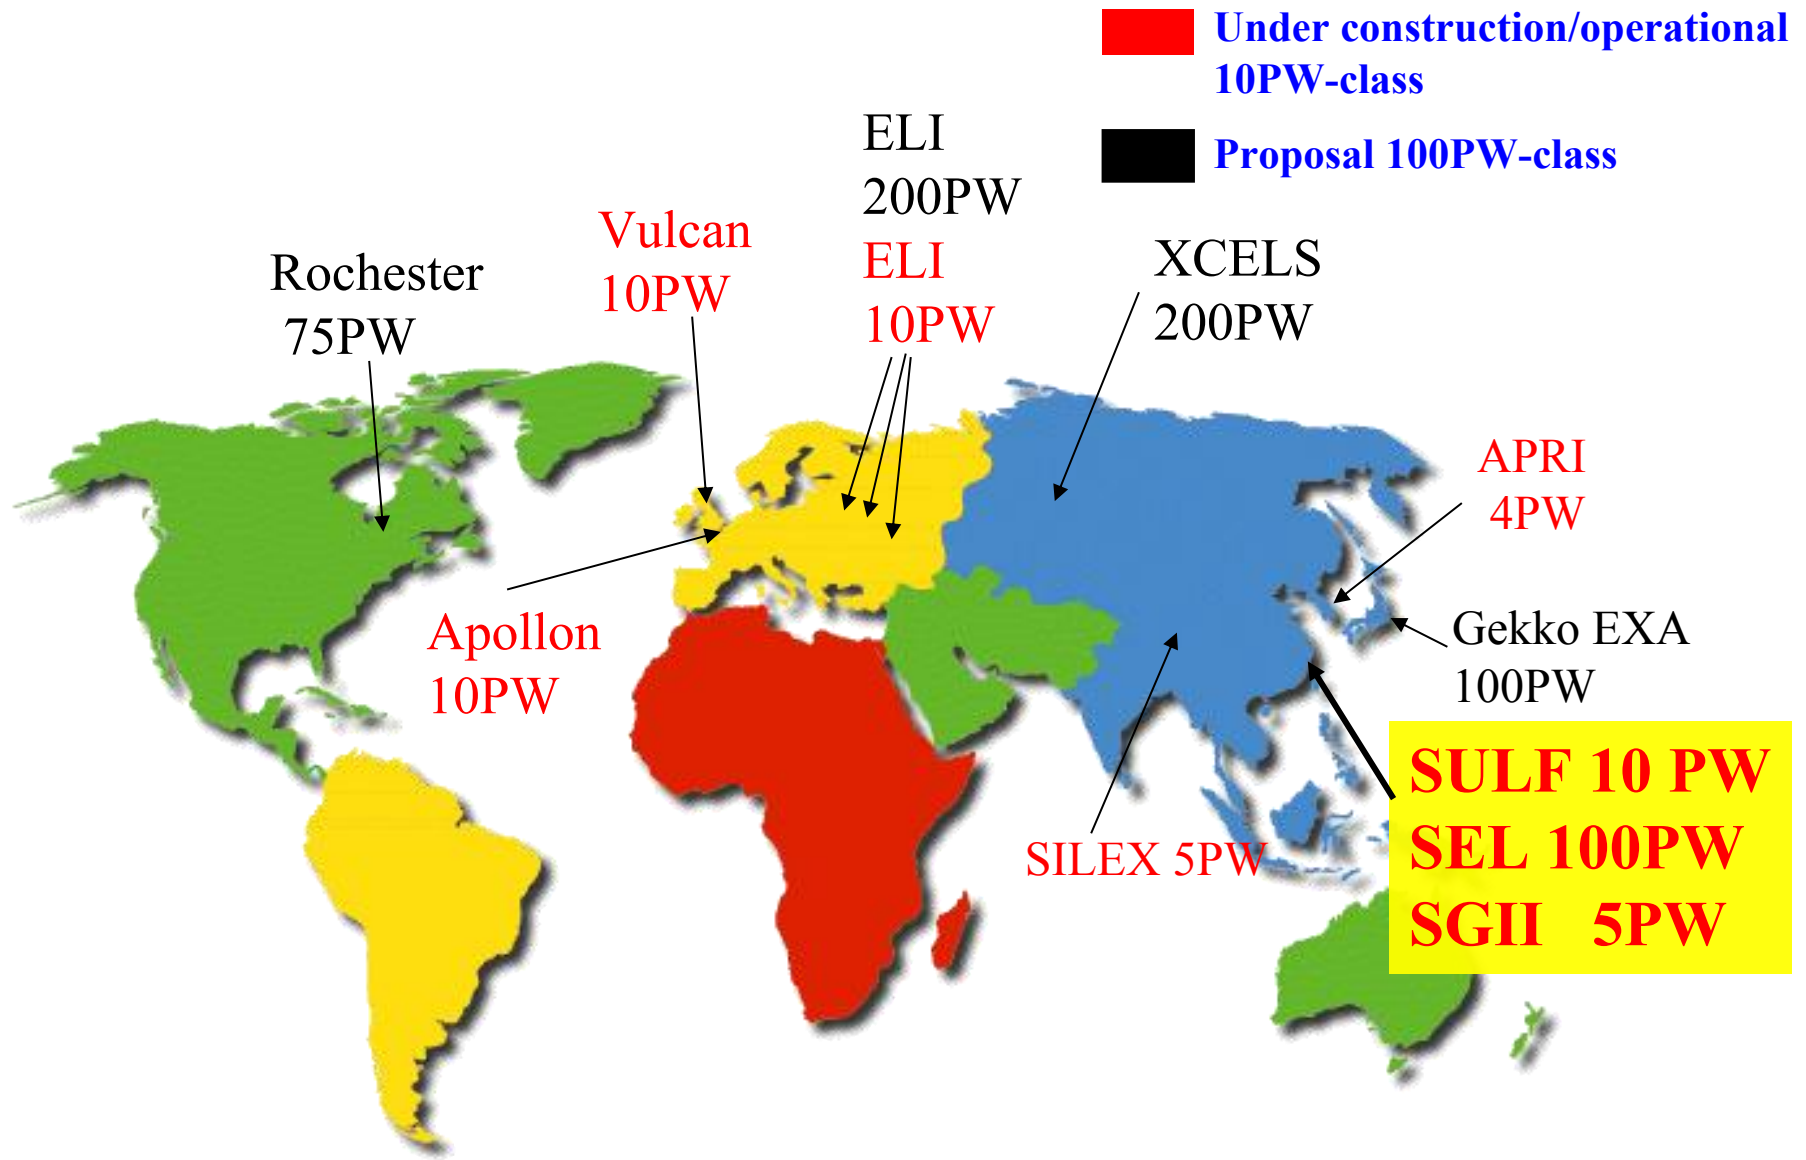 Under construction/operational
10PW-class
Proposal 100PW-class
ELI
200PW
ELI
10PW
Vulcan
10PW
Rochester
75PW
XCELS
200PW
APRI
4PW
Apollon
10PW
Gekko EXA
100PW
SILEX 5PW
SULF 10 PW
SEL 100PW
SGII 5PW